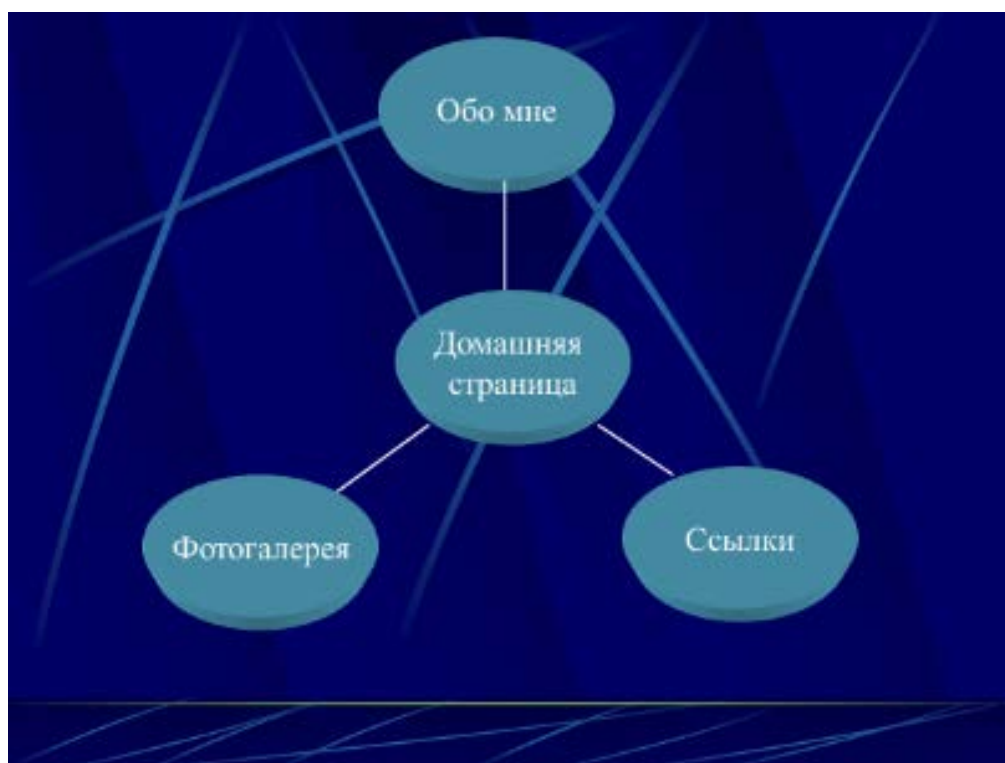 Обо мне
Домашняя
страница
Фотогалерея
Ссылки